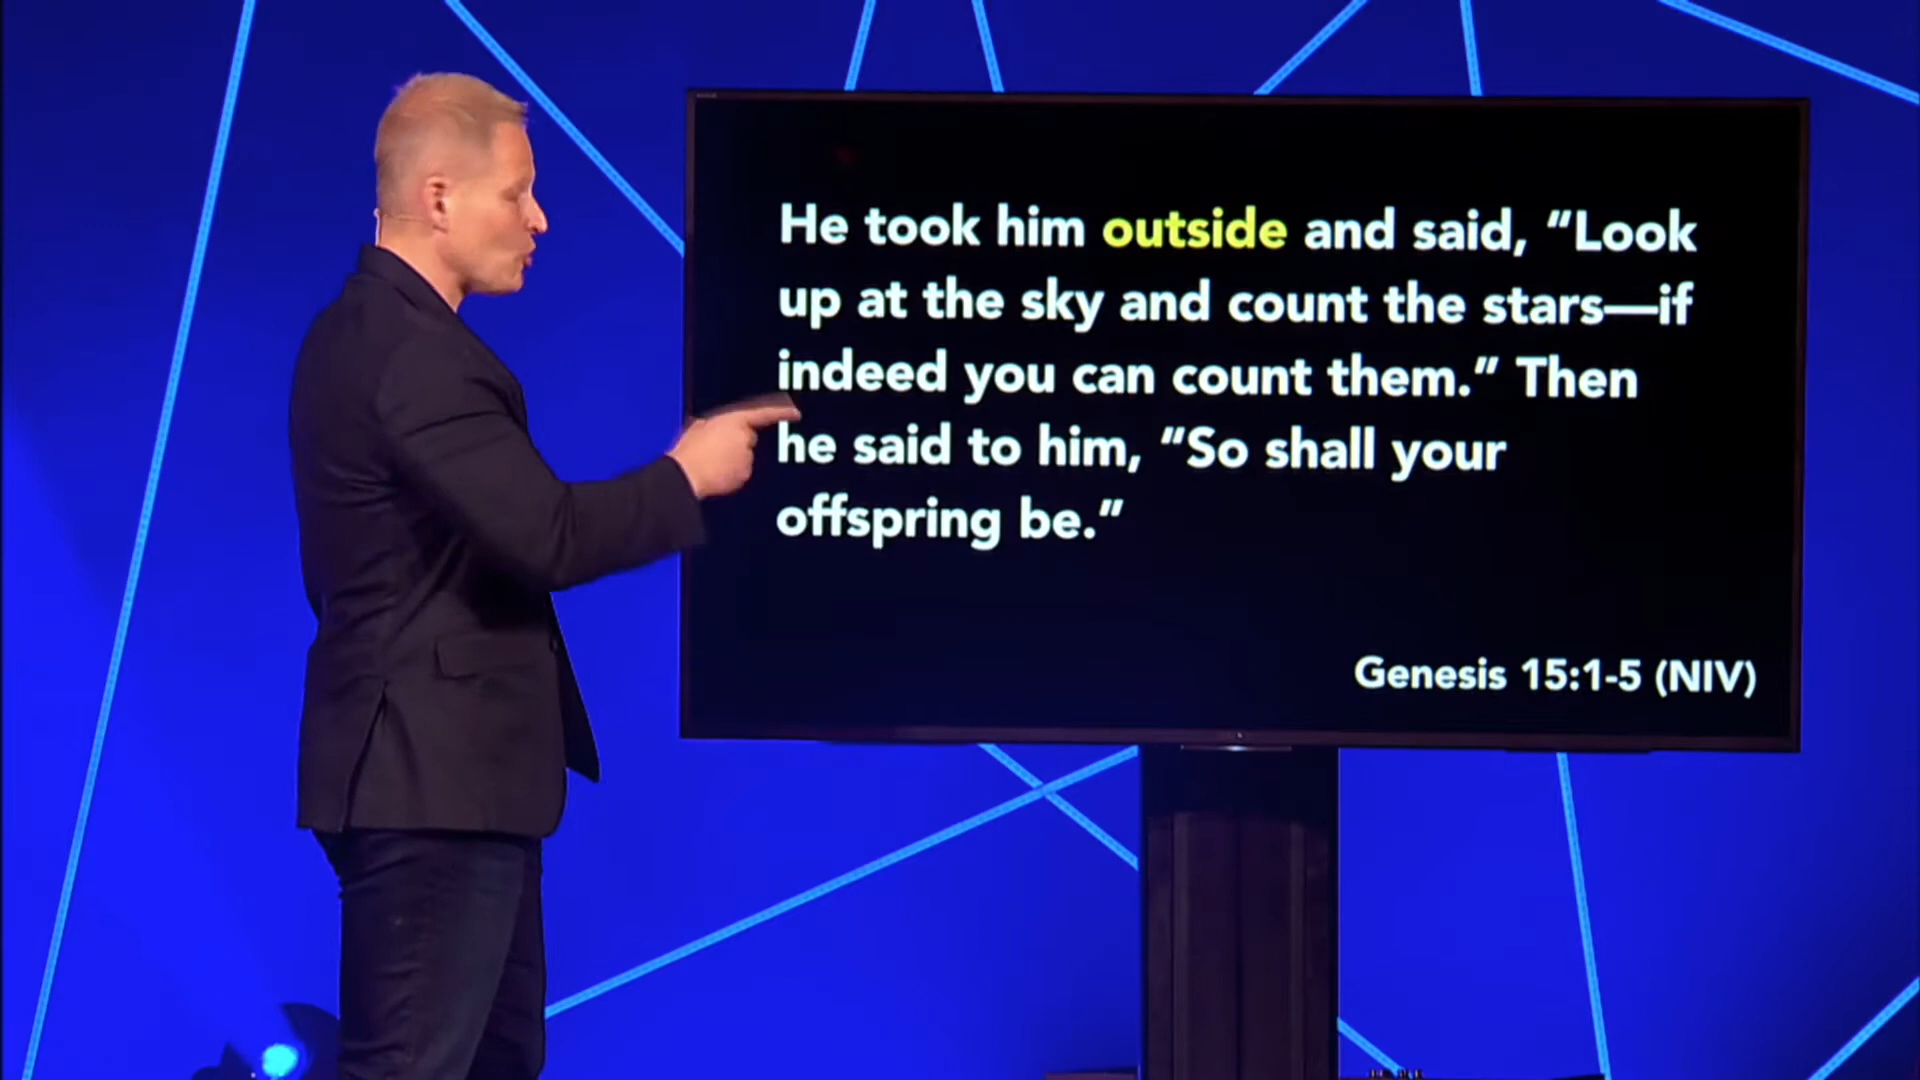 He took him outside and said, “Look
up at the sky and count the stars—if
indeed you can count them.” Then
he said to him, “So shall your
offspring be.”
Genesis 15:1-5 (NIV)